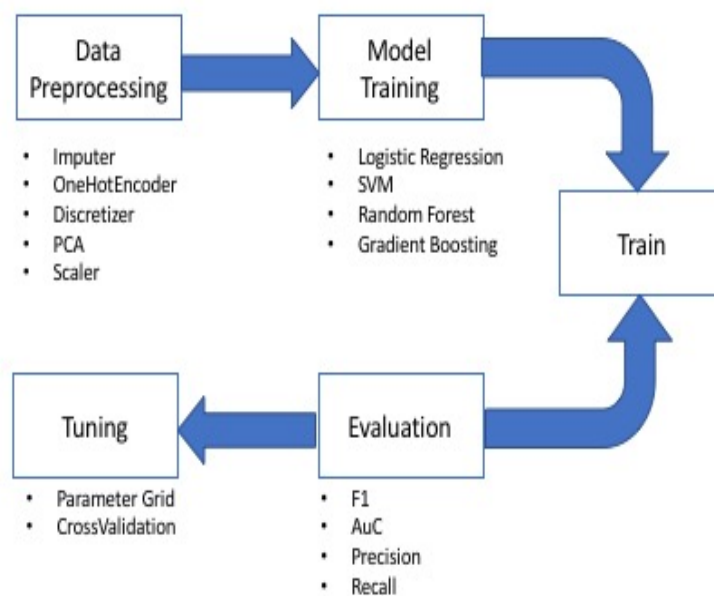 Data
Preprocessing
• Imputer
• OneHotEncoder
• Discretizer
• PCA
• Scaler
Model
Training
• Logistic Regression
• SVM
• Random Forest
• Gradient Boosting
Train
Tuning
• Parameter Grid
• CrossValidation
Evaluation
• F1
• AuC
• Precision
• Recall